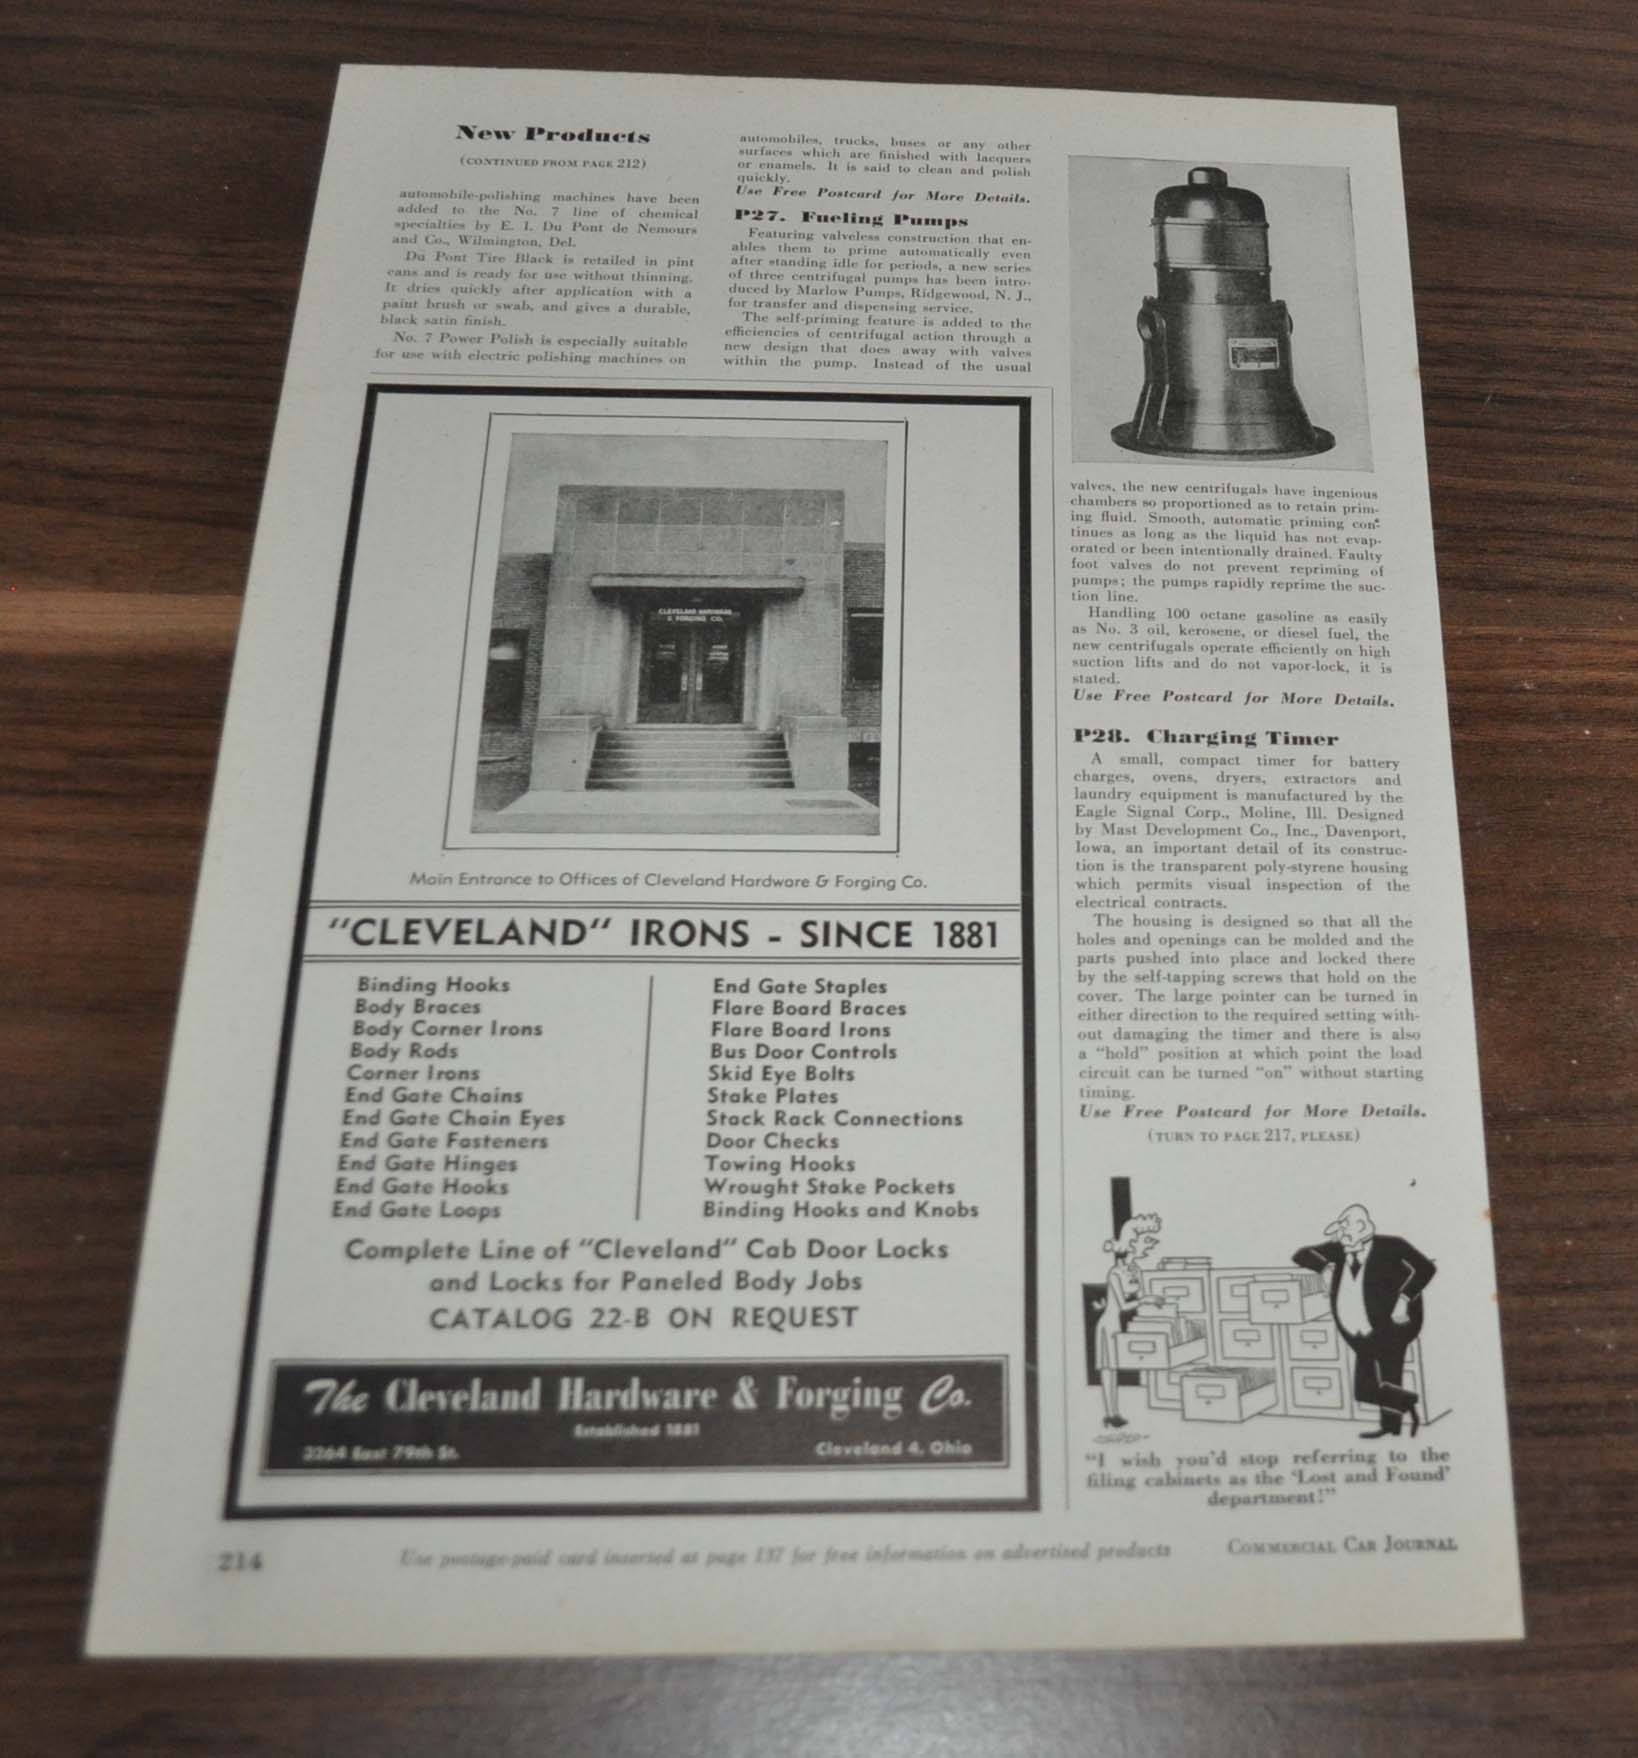 New Products
(CONTINUED FROM PAGE 212)
automobile-polishing machines have been
added to the No. 7 line of chemical
specialties by E. I. Du Pont de Nemours
and Co., Wilmington, Del.
Du Pont Tire Black is retailed in pint
cans and is ready for use without thinning.
It dries quickly after application with a
paint brush or swab, and gives a durable,
black satin finish.
No. 7 Power Polish is especially suitable
for use with electric polishing machines on
automobiles, trucks, buses or any other
surfaces which are finished with lacquers
or enamels. It is said to clean and polish
quickly.
Use Free Postcard for More Details.
P27. Fueling Pumps
Featuring valveless construction that en-
ables them to prime automatically even
after standing idle for periods, a new series
of three centrifugal pumps has been intro-
duced by Marlow Pumps, Ridgewood, N. J.,
for transfer and dispensing service.
The self-priming feature is added to the
efficiencies of centrifugal action through a
new design that does away with valves
within the pump. Instead of the usual
valves, the new centrifugals have ingenious
chambers so proportioned as to retain prim-
ing fluid. Smooth, automatic priming con-
tinues as long as the liquid has not evap-
orated or been intentionally drained. Faulty
foot valves do not prevent repriming of
pumps; the pumps rapidly reprime the suc-
tion line.
Handling 100 octane gasoline as easily
as No. 3 oil, kerosene, or diesel fuel, the
new centrifugals operate efficiently on high
suction lifts and do not vapor-lock, it is
stated.
Use Free Postcard for More Details.
P28. Charging Timer
A small, compact timer for battery
charges, ovens, dryers, extractors and
laundry equipment is manufactured by the
Eagle Signal Corp., Moline, Ill. Designed
by Mast Development Co., Inc., Davenport,
Iowa, an important detail of its construc-
tion is the transparent poly-styrene housing
which permits visual inspection of the
electrical contracts.
The housing is designed so that all the
holes and openings can be molded and the
parts pushed into place and locked there
by the self-tapping screws that hold on the
cover. The large pointer can be turned in
either direction to the required setting with-
out damaging the timer and there is also
a "hold" position at which point the load
circuit can be turned "on" without starting
timing.
Use Free Postcard for More Details.
(TURN TO PAGE 217, PLEASE)
"I wish you'd stop referring to the
filing cabinets as the 'Lost and Found'
department!"
CLEVELAND HARDWARE
& FORGING CO.
Main Entrance to Offices of Cleveland Hardware & Forging Co.
"CLEVELAND" IRONS - SINCE 1881
Binding Hooks
Body Braces
Body Corner Irons
Body Rods
Corner Irons
End Gate Chains
End Gate Chain Eyes
End Gate Fasteners
End Gate Hinges
End Gate Hooks
End Gate Loops
End Gate Staples
Flare Board Braces
Flare Board Irons
Bus Door Controls
Skid Eye Bolts
Stake Plates
Stack Rack Connections
Door Checks
Towing Hooks
Wrought Stake Pockets
Binding Hooks and Knobs
Complete Line of "Cleveland" Cab Door Locks
and Locks for Paneled Body Jobs
CATALOG 22-B ON REQUEST
The Cleveland Hardware & Forging Co.
Established 1881
3264 East 79th St. Cleveland 4, Ohio
214 Use postage-paid card inserted at page 137 for free information on advertised products COMMERCIAL CAR JOURNAL